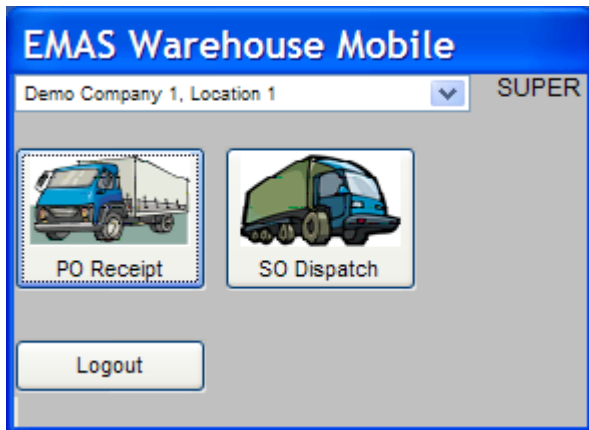 EMAS Warehouse Mobile
Demo Company 1, Location 1 SUPER
PO Receipt SO Dispatch
Logout